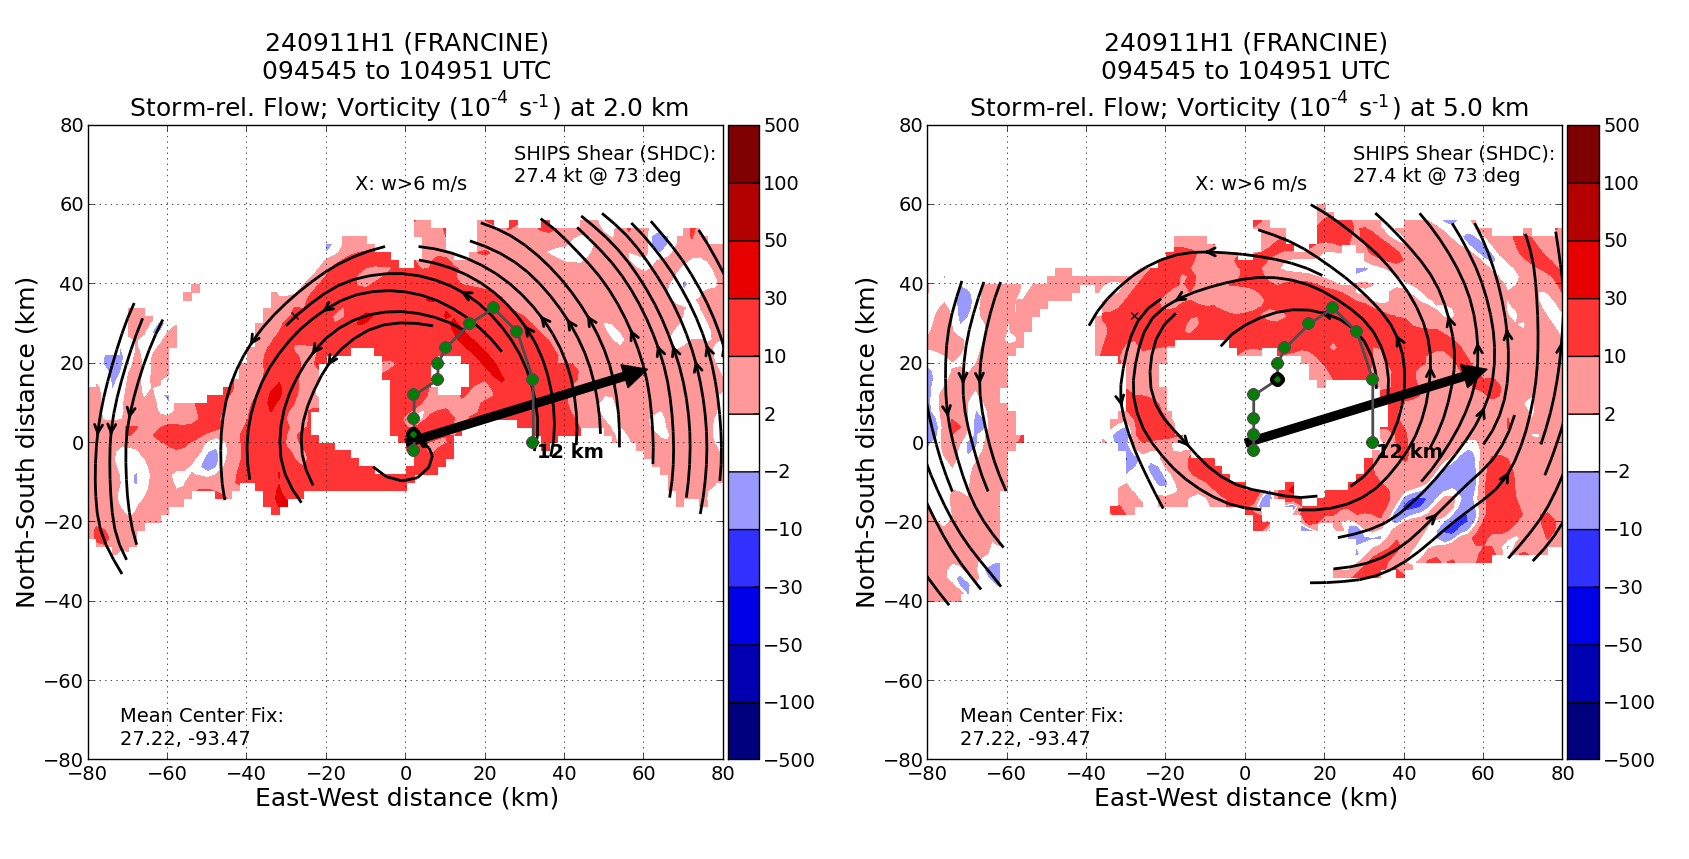 240911H1 (FRANCINE)
094545 to 104951 UTC
Storm-rel. Flow; Vorticity (10⁻⁴ s⁻¹) at 2.0 km
SHIPS Shear (SHDC):
27.4 kt @ 73 deg
X: w>6 m/s
12 km
Mean Center Fix:
27.22, -93.47
80
60
40
20
0
−20
−40
−60
−80
North-South distance (km)
−80 −60 −40 −20 0 20 40 60 80
East-West distance (km)
500
100
50
30
10
2
−2
−10
−30
−50
−100
−500
240911H1 (FRANCINE)
094545 to 104951 UTC
Storm-rel. Flow; Vorticity (10⁻⁴ s⁻¹) at 5.0 km
SHIPS Shear (SHDC):
27.4 kt @ 73 deg
X: w>6 m/s
12 km
Mean Center Fix:
27.22, -93.47
80
60
40
20
0
−20
−40
−60
−80
North-South distance (km)
−80 −60 −40 −20 0 20 40 60 80
East-West distance (km)
500
100
50
30
10
2
−2
−10
−30
−50
−100
−500